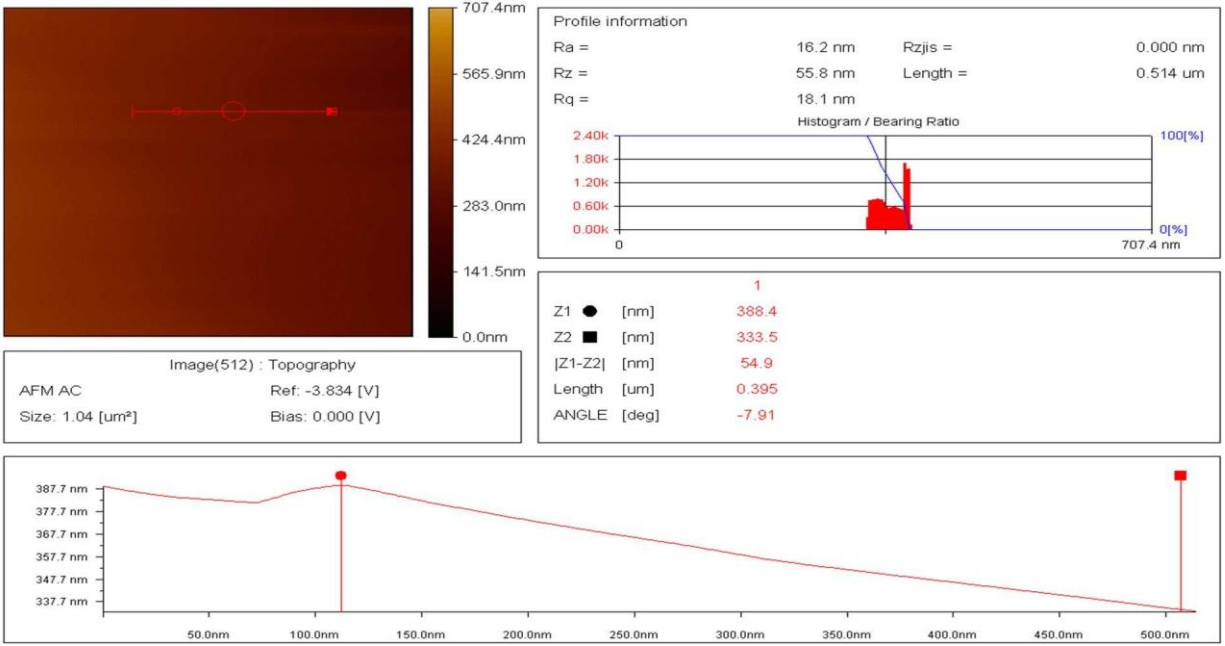 707.4nm
565.9nm
424.4nm
283.0nm
141.5nm
0.0nm
Image(512) : Topography
AFM AC Ref: -3.834 [V]
Size: 1.04 [um²] Bias: 0.000 [V]
Profile information
Ra = 16.2 nm Rzjis = 0.000 nm
Rz = 55.8 nm Length = 0.514 um
Rq = 18.1 nm
Histogram / Bearing Ratio
2.40k 100[%]
1.80k
1.20k
0.60k
0.00k 0[%]
0 707.4 nm
1
Z1 [nm] 388.4
Z2 [nm] 333.5
|Z1-Z2| [nm] 54.9
Length [um] 0.395
ANGLE [deg] -7.91
387.7 nm
377.7 nm
367.7 nm
357.7 nm
347.7 nm
337.7 nm
50.0nm 100.0nm 150.0nm 200.0nm 250.0nm 300.0nm 350.0nm 400.0nm 450.0nm 500.0nm